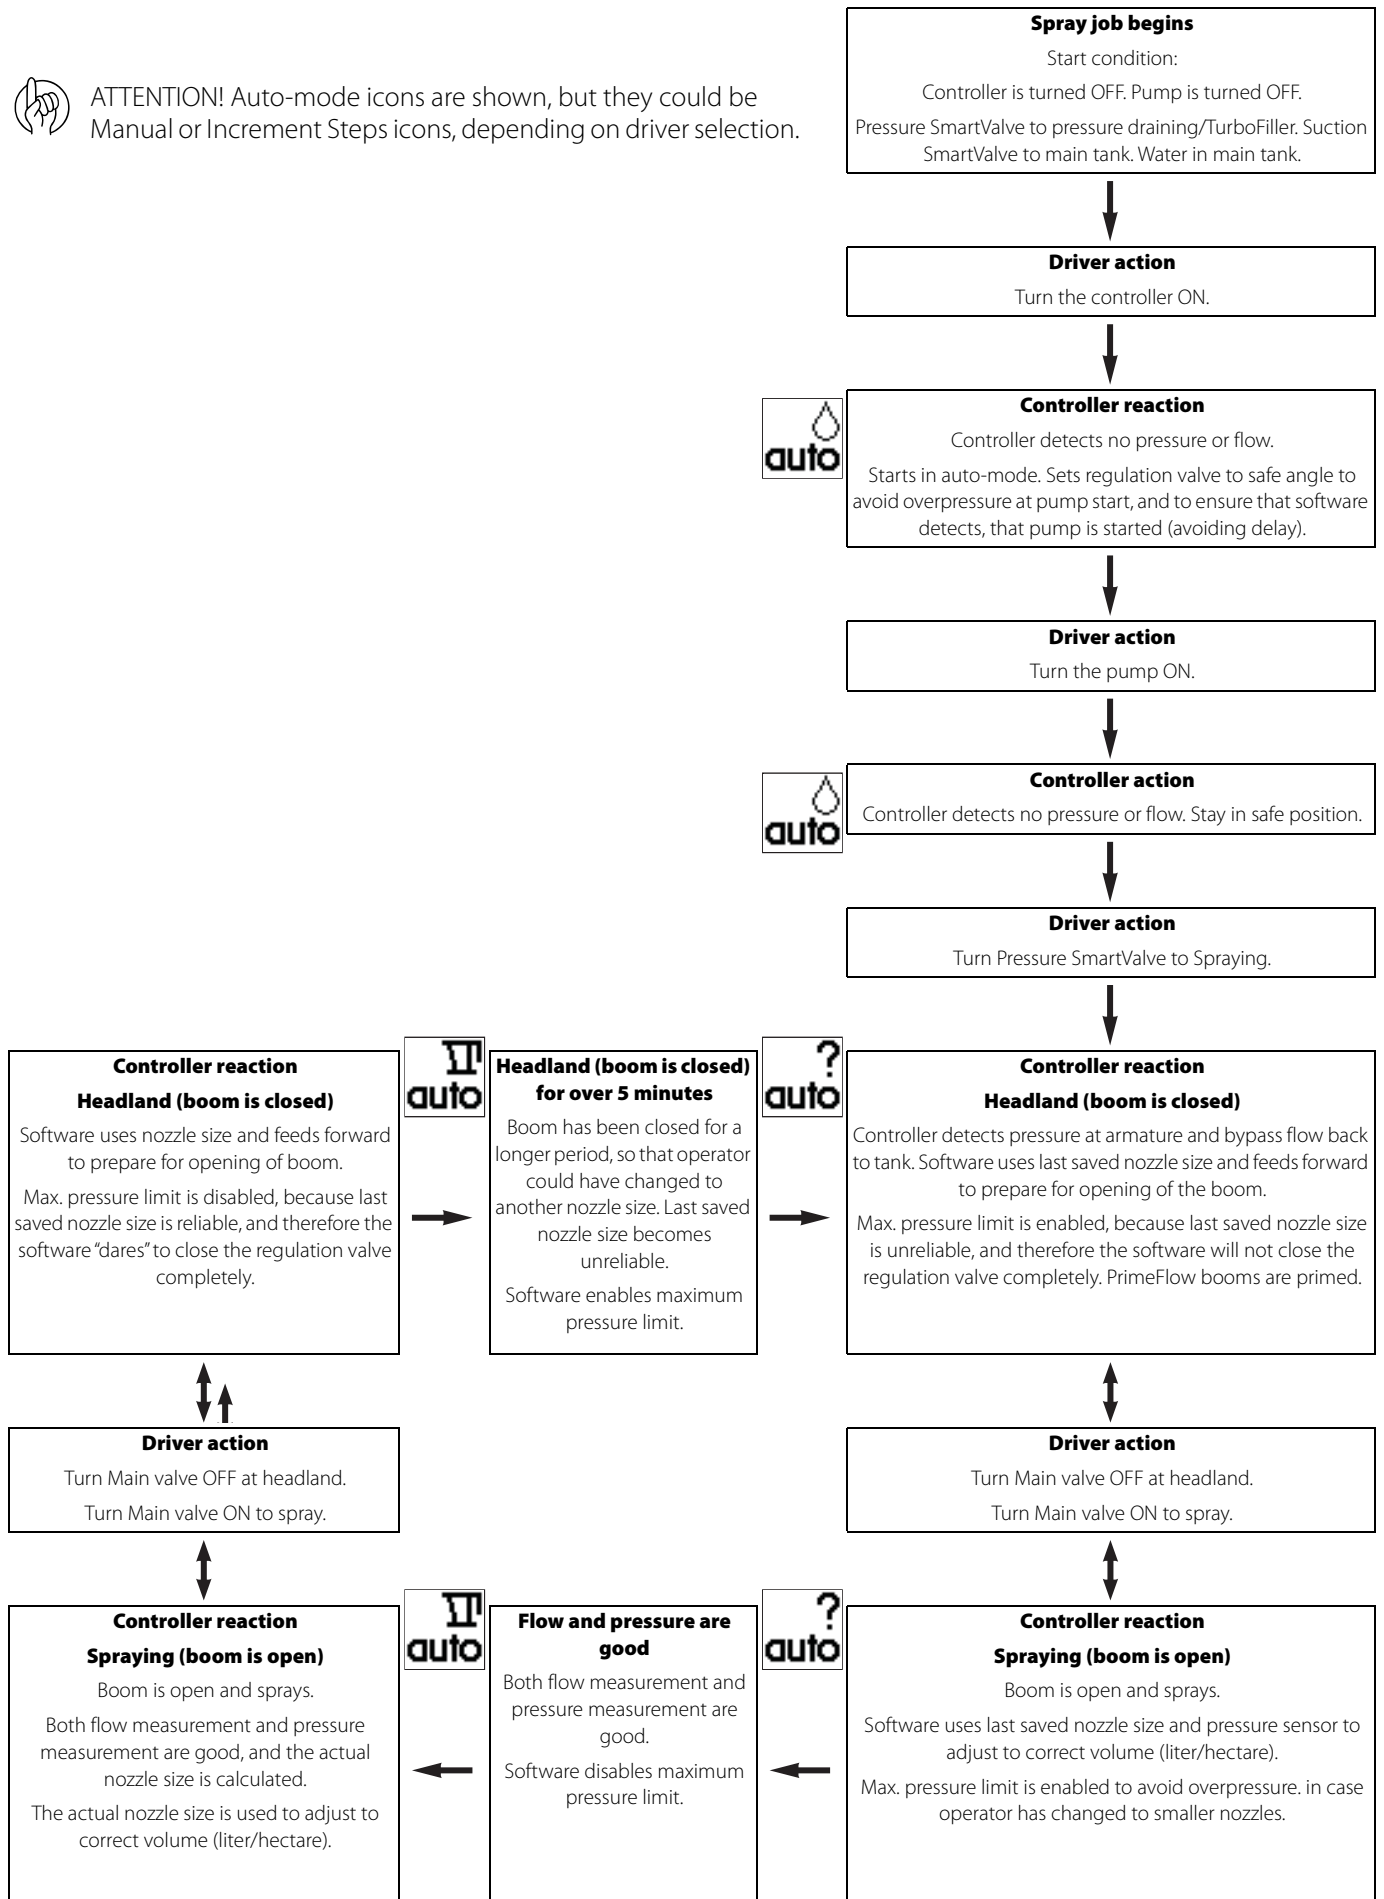 Spray job begins
Start condition:
Controller is turned OFF. Pump is turned OFF.
Pressure SmartValve to pressure draining/TurboFiller. Suction
SmartValve to main tank. Water in main tank.
ATTENTION! Auto-mode icons are shown, but they could be
Manual or Increment Steps icons, depending on driver selection.
Driver action
Turn the controller ON.
auto
Controller reaction
Controller detects no pressure or flow.
Starts in auto-mode. Sets regulation valve to safe angle to
avoid overpressure at pump start, and to ensure that software
detects, that pump is started (avoiding delay).
Driver action
Turn the pump ON.
auto
Controller action
Controller detects no pressure or flow. Stay in safe position.
Driver action
Turn Pressure SmartValve to Spraying.
Controller reaction
Headland (boom is closed)
Software uses nozzle size and feeds forward
to prepare for opening of boom.
Max. pressure limit is disabled, because last
saved nozzle size is reliable, and therefore the
software “dares” to close the regulation valve
completely.
auto
Headland (boom is closed)
for over 5 minutes
Boom has been closed for a
longer period, so that operator
could have changed to
another nozzle size. Last saved
nozzle size becomes
unreliable.
Software enables maximum
pressure limit.
?
auto
Controller reaction
Headland (boom is closed)
Controller detects pressure at armature and bypass flow back
to tank. Software uses last saved nozzle size and feeds forward
to prepare for opening of the boom.
Max. pressure limit is enabled, because last saved nozzle size
is unreliable, and therefore the software will not close the
regulation valve completely. PrimeFlow booms are primed.
Driver action
Turn Main valve OFF at headland.
Turn Main valve ON to spray.
Driver action
Turn Main valve OFF at headland.
Turn Main valve ON to spray.
Controller reaction
Spraying (boom is open)
Boom is open and sprays.
Both flow measurement and pressure
measurement are good, and the actual
nozzle size is calculated.
The actual nozzle size is used to adjust to
correct volume (liter/hectare).
auto
Flow and pressure are
good
Both flow measurement and
pressure measurement are
good.
Software disables maximum
pressure limit.
?
auto
Controller reaction
Spraying (boom is open)
Boom is open and sprays.
Software uses last saved nozzle size and pressure sensor to
adjust to correct volume (liter/hectare).
Max. pressure limit is enabled to avoid overpressure. in case
operator has changed to smaller nozzles.